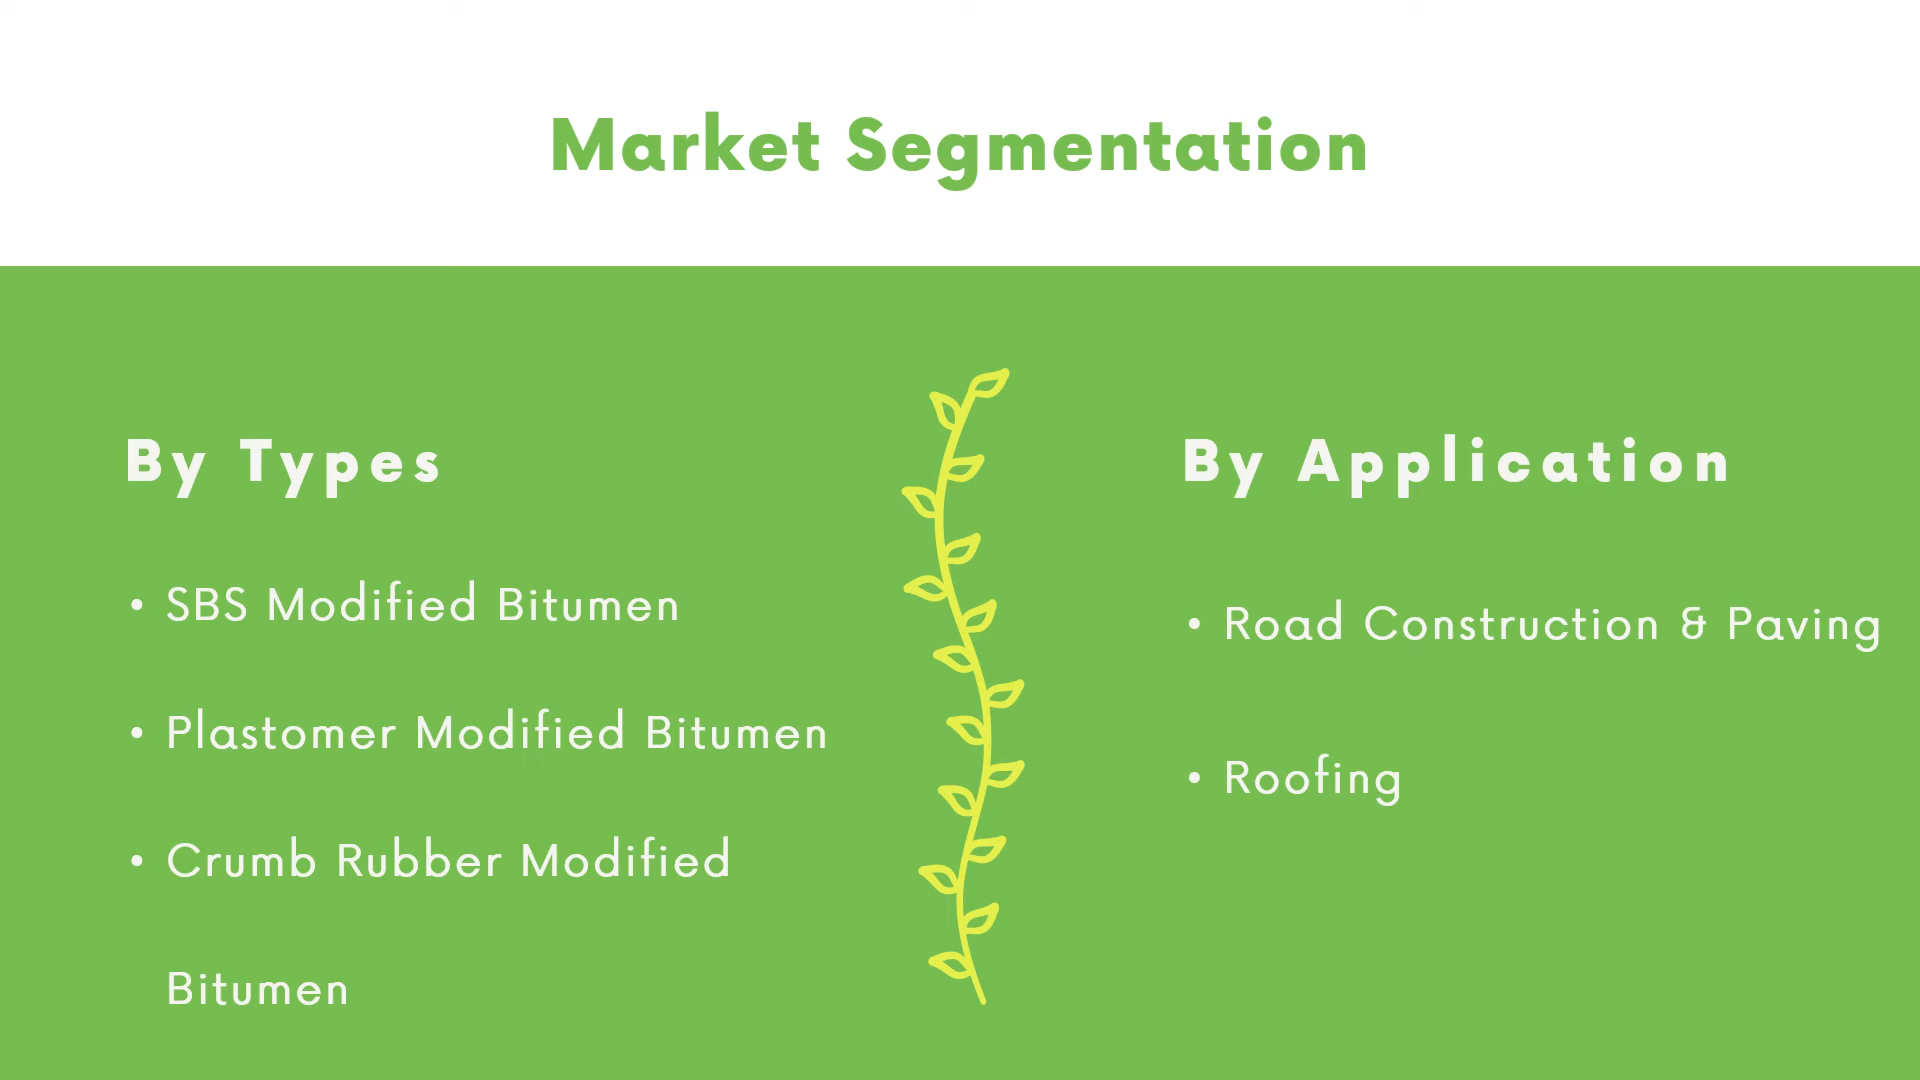 Market Segmentation
By Types
• SBS Modified Bitumen
• Plastomer Modified Bitumen
• Crumb Rubber Modified
Bitumen
By Application
• Road Construction & Paving
• Roofing